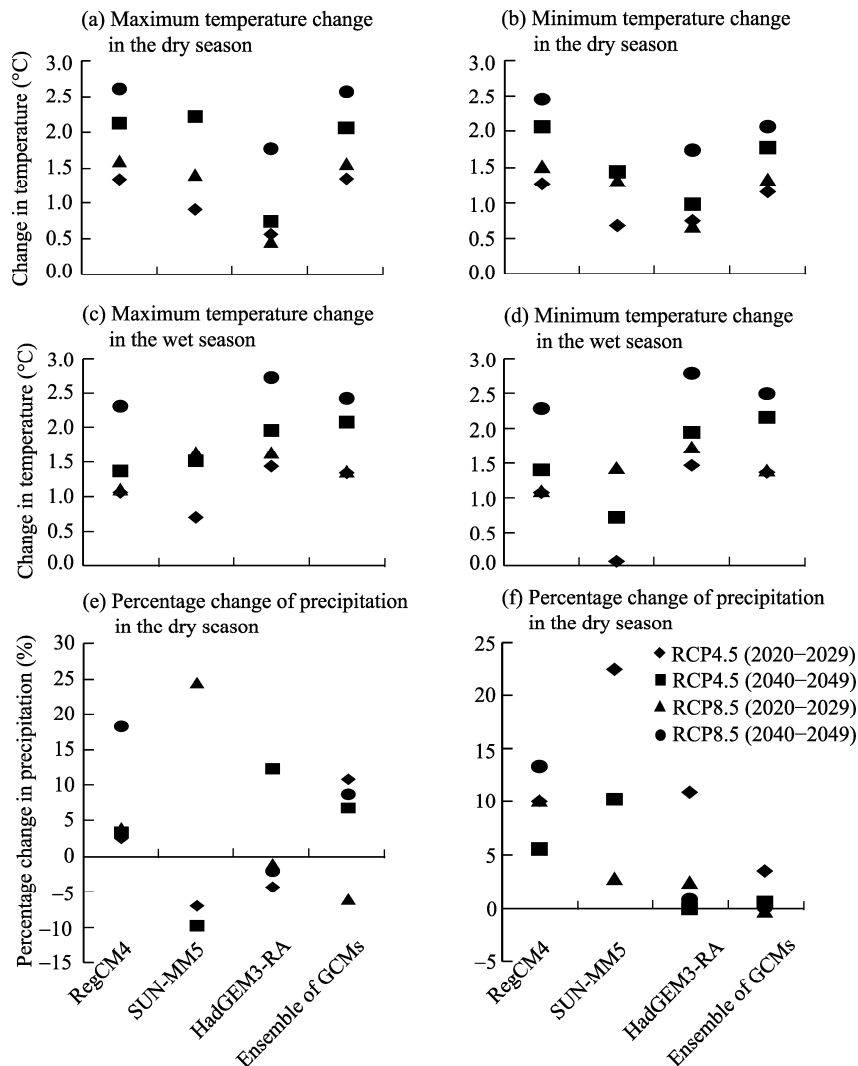 (a) Maximum temperature change
in the dry season
Change in temperature (°C)
3.0
2.5
2.0
1.5
1.0
0.5
0.0
(b) Minimum temperature change
in the dry season
3.0
2.5
2.0
1.5
1.0
0.5
0.0
(c) Maximum temperature change
in the wet season
Change in temperature (°C)
3.0
2.5
2.0
1.5
1.0
0.5
0.0
(d) Minimum temperature change
in the wet season
3.0
2.5
2.0
1.5
1.0
0.5
0.0
(e) Percentage change of precipitation
in the dry season
Percentage change in precipitation (%)
30
25
20
15
10
5
0
−5
−10
−15
RegCM4
SUN-MM5
HadGEM3-RA
Ensemble of GCMs
(f) Percentage change of precipitation
in the dry season
25
20
15
10
5
0
−5
RCP4.5 (2020−2029)
RCP4.5 (2040−2049)
RCP8.5 (2020−2029)
RCP8.5 (2040−2049)
RegCM4
SUN-MM5
HadGEM3-RA
Ensemble of GCMs